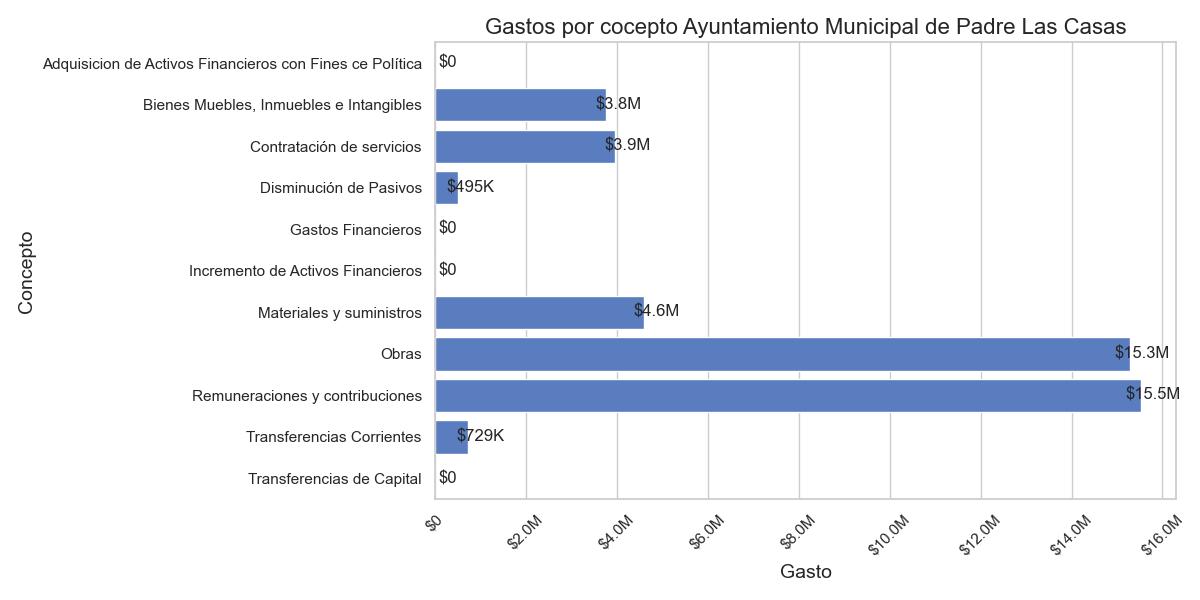 Gastos por cocepto Ayuntamiento Municipal de Padre Las Casas
Concepto
Adquisicion de Activos Financieros con Fines ce Política $0
Bienes Muebles, Inmuebles e Intangibles $3.8M
Contratación de servicios $3.9M
Disminución de Pasivos $495K
Gastos Financieros $0
Incremento de Activos Financieros $0
Materiales y suministros $4.6M
Obras $15.3M
Remuneraciones y contribuciones $15.5M
Transferencias Corrientes $729K
Transferencias de Capital $0
$0 $2.0M $4.0M $6.0M $8.0M $10.0M $12.0M $14.0M $16.0M
Gasto